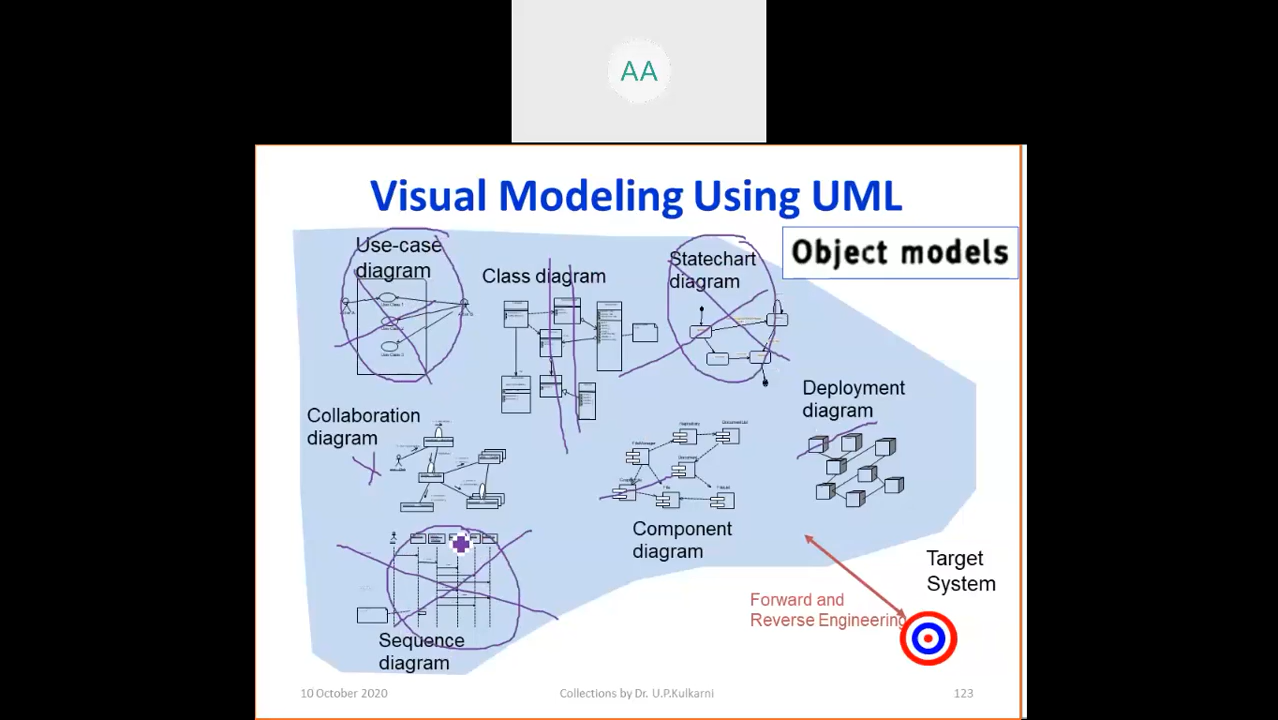 AA
Visual Modeling Using UML
Object models
Use-case
diagram
Class diagram
Statechart
diagram
Deployment
diagram
Collaboration
diagram
Component
diagram
Target
System
Forward and
Reverse Engineering
Sequence
diagram
10 October 2020
Collections by Dr. U.P.Kulkarni
123